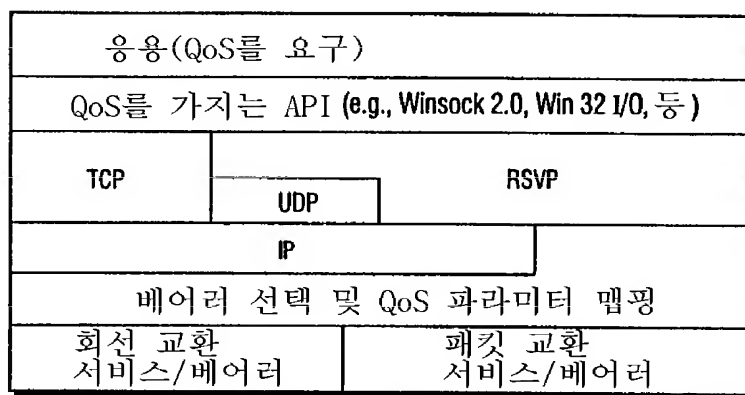 응용(QoS를 요구)
QoS를 가지는 API (e.g., Winsock 2.0, Win 32 I/O, 등)
TCP
RSVP
UDP
IP
베어러 선택 및 QoS 파라미터 맵핑
회선 교환
서비스/베어러
패킷 교환
서비스/베어러